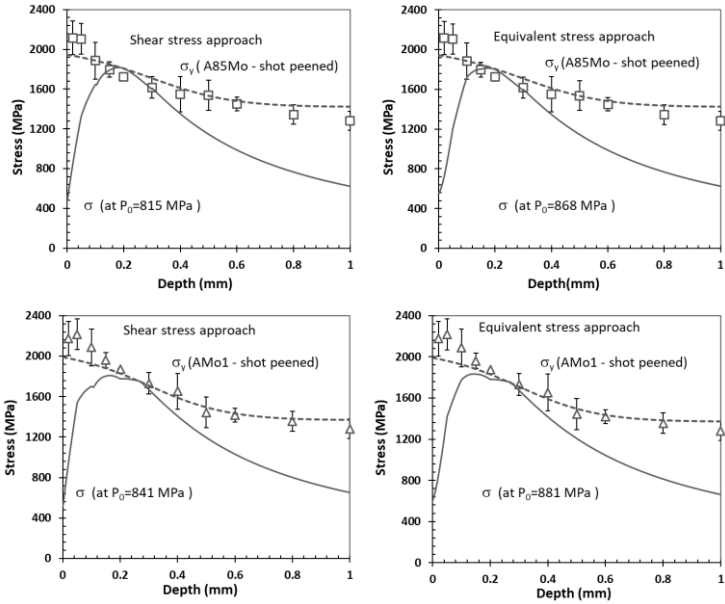 2400
2000
1600
1200
800
400
0
Stress (MPa)
Shear stress approach
σy ( A85Mo - shot peened)
σ (at P0=815 MPa )
0 0.2 0.4 0.6 0.8 1
Depth (mm)
2400
2000
1600
1200
800
400
0
Stress (MPa)
Equivalent stress approach
σy ( A85Mo - shot peened)
σ (at P0=868 MPa )
0 0.2 0.4 0.6 0.8 1
Depth(mm)
2400
2000
1600
1200
800
400
0
Stress (MPa)
Shear stress approach
σy (AMo1 - shot peened)
σ (at P0=841 MPa )
0 0.2 0.4 0.6 0.8 1
Depth (mm)
2400
2000
1600
1200
800
400
0
Stress (MPa)
Equivalent stress approach
σy (AMo1 - shot peened)
σ (at P0=881 MPa )
0 0.2 0.4 0.6 0.8 1
Depth (mm)